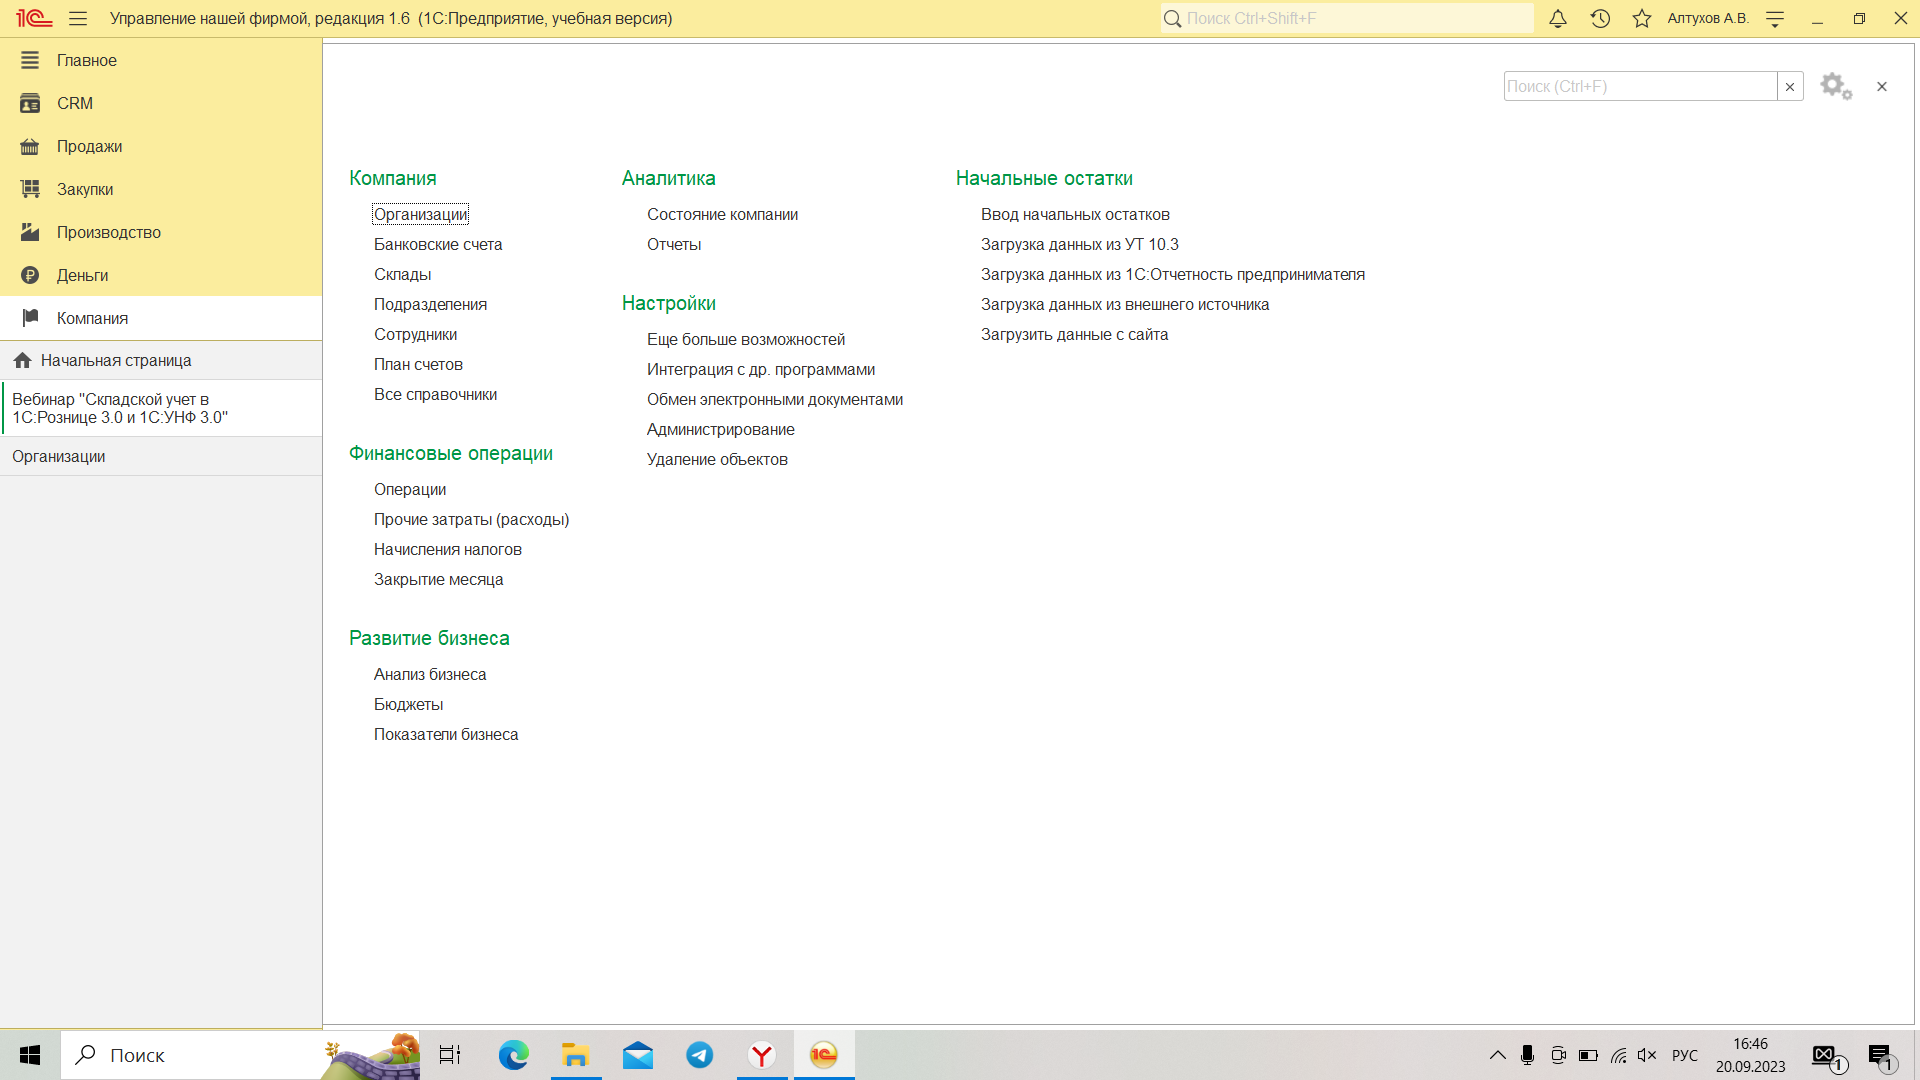 1С Управление нашей фирмой, редакция 1.6 (1С:Предприятие, учебная версия)
Поиск Ctrl+Shift+F
Алтухов А.В.
Главное
CRM
Продажи
Закупки
Производство
Деньги
Компания
Начальная страница
Вебинар "Складской учет в
1С:Рознице 3.0 и 1С:УНФ 3.0"
Организации
Поиск (Ctrl+F)
Компания
Организации
Банковские счета
Склады
Подразделения
Сотрудники
План счетов
Все справочники
Финансовые операции
Операции
Прочие затраты (расходы)
Начисления налогов
Закрытие месяца
Развитие бизнеса
Анализ бизнеса
Бюджеты
Показатели бизнеса
Аналитика
Состояние компании
Отчеты
Настройки
Еще больше возможностей
Интеграция с др. программами
Обмен электронными документами
Администрирование
Удаление объектов
Начальные остатки
Ввод начальных остатков
Загрузка данных из УТ 10.3
Загрузка данных из 1С:Отчетность предпринимателя
Загрузка данных из внешнего источника
Загрузить данные с сайта
Поиск
1С
РУС
16:46
20.09.2023
1
1